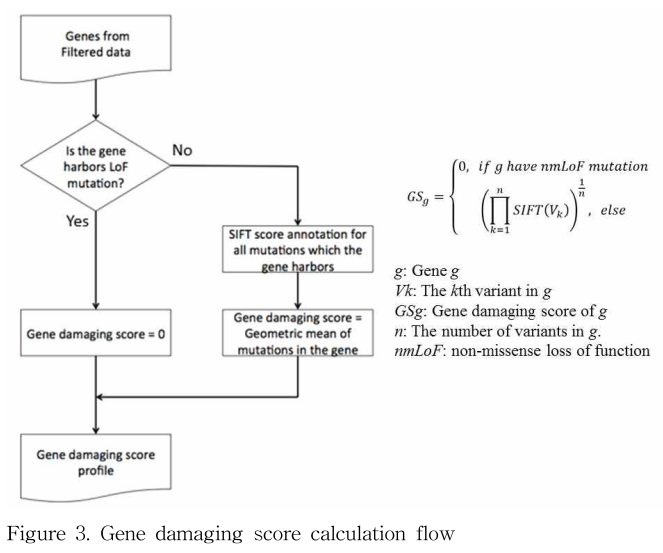 Genes from
Filtered data
Is the gene
harbors LoF
mutation?
No
Yes
SIFT score annotation for
all mutations which the
gene harbors
Gene damaging score = 0
Gene damaging score =
Geometric mean of
mutations in the gene
Gene damaging score
profile
GS_g = { 0, if g have nmLoF mutation
(∏_{k=1}^{n} SIFT(V_k))^{1/n}, else
g: Gene g
Vk: The kth variant in g
GSg: Gene damaging score of g
n: The number of variants in g.
nmLoF: non-missense loss of function
Figure 3. Gene damaging score calculation flow